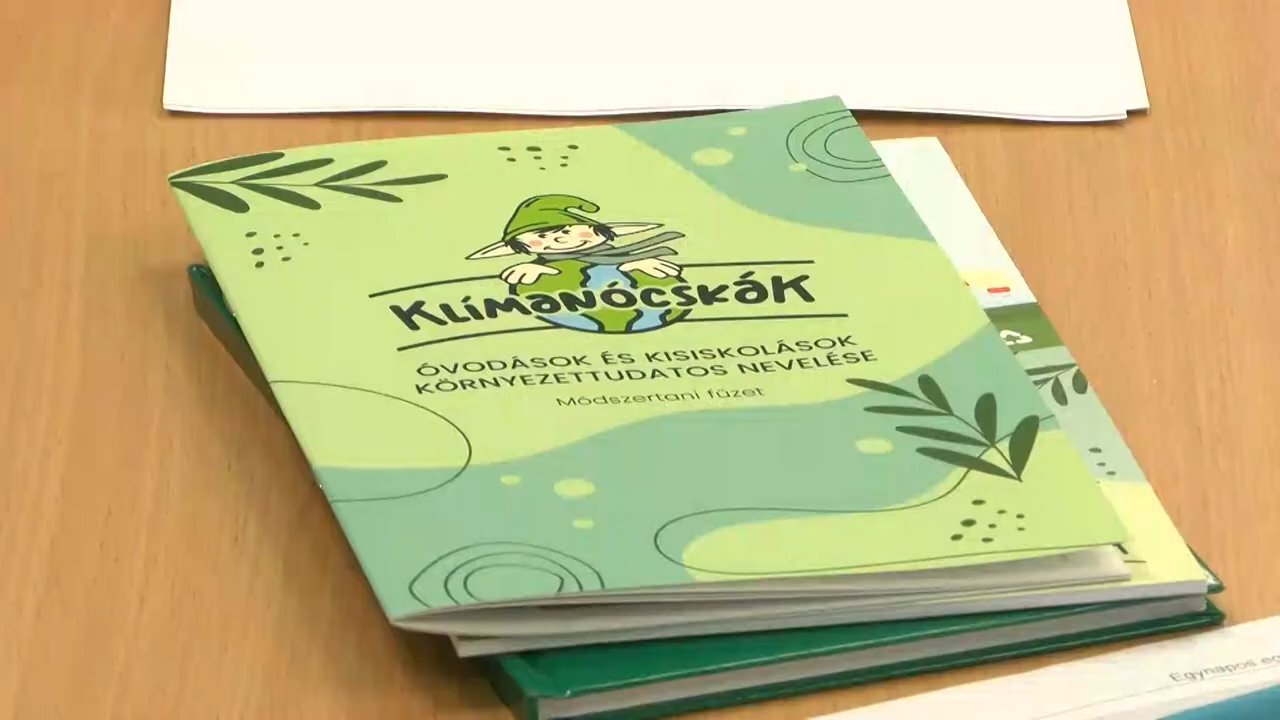 KLÍMANÓCSKÁK
ÓVODÁSOK ÉS KISISKOLÁSOK
KÖRNYEZETTUDATOS NEVELÉSE
Módszertani füzet
Egynapos